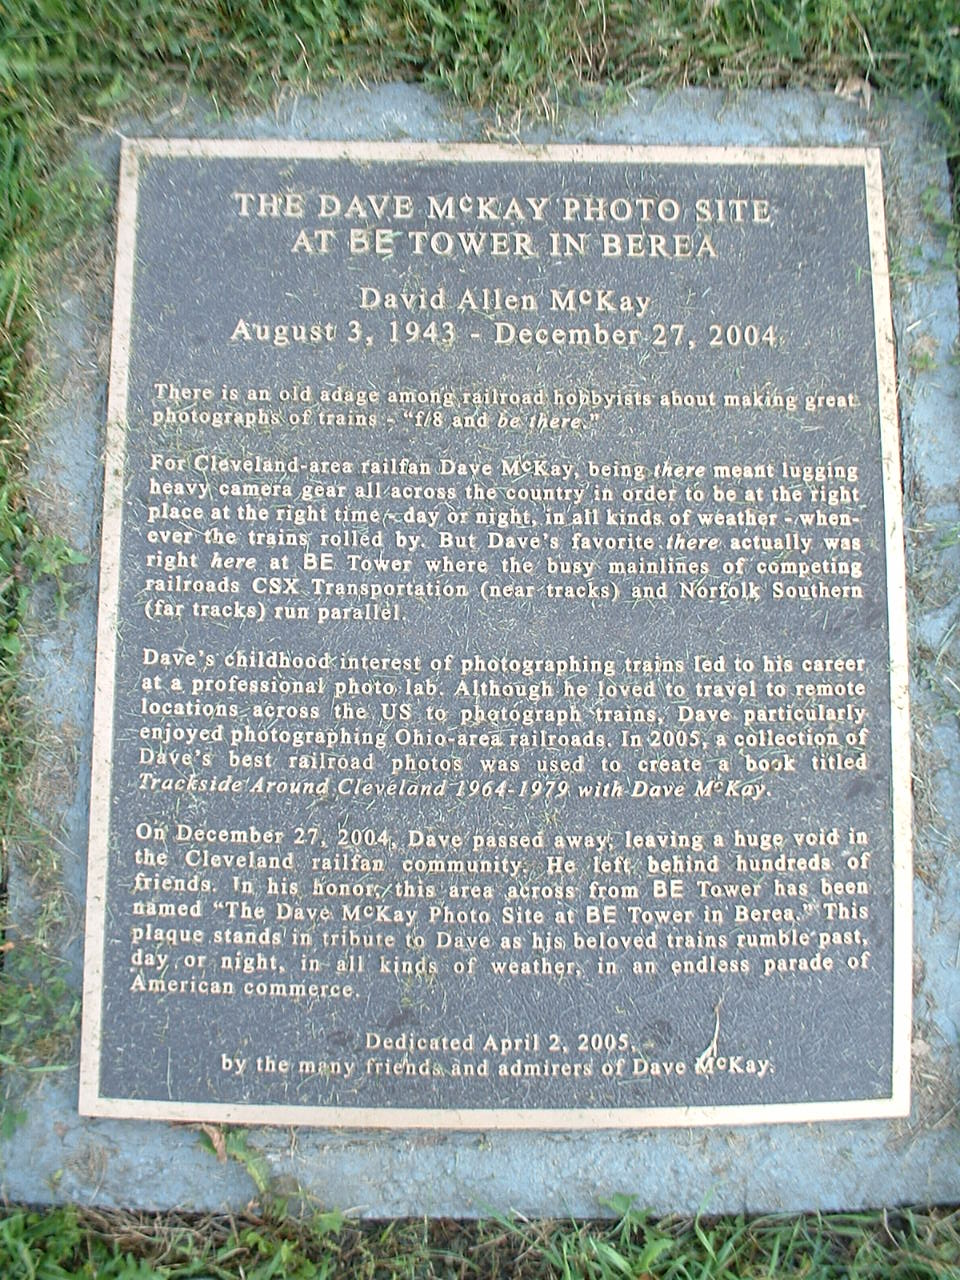 THE DAVE McKAY PHOTO SITE
AT BE TOWER IN BEREA
David Allen McKay
August 3, 1943 - December 27, 2004
There is an old adage among railroad hobbyists about making great
photographs of trains - "f/8 and be there."
For Cleveland-area railfan Dave McKay, being there meant lugging
heavy camera gear all across the country in order to be at the right
place at the right time - day or night, in all kinds of weather - when-
ever the trains rolled by. But Dave's favorite there actually was
right here at BE Tower where the busy mainlines of competing
railroads CSX Transportation (near tracks) and Norfolk Southern
(far tracks) run parallel.
Dave's childhood interest of photographing trains led to his career
at a professional photo lab. Although he loved to travel to remote
locations across the US to photograph trains, Dave particularly
enjoyed photographing Ohio-area railroads. In 2005, a collection of
Dave's best railroad photos was used to create a book titled
Trackside Around Cleveland 1964-1979 with Dave McKay.
On December 27, 2004, Dave passed away, leaving a huge void in
the Cleveland railfan community. He left behind hundreds of
friends. In his honor, this area across from BE Tower has been
named "The Dave McKay Photo Site at BE Tower in Berea." This
plaque stands in tribute to Dave as his beloved trains rumble past,
day or night, in all kinds of weather, in an endless parade of
American commerce.
Dedicated April 2, 2005,
by the many friends and admirers of Dave McKay.